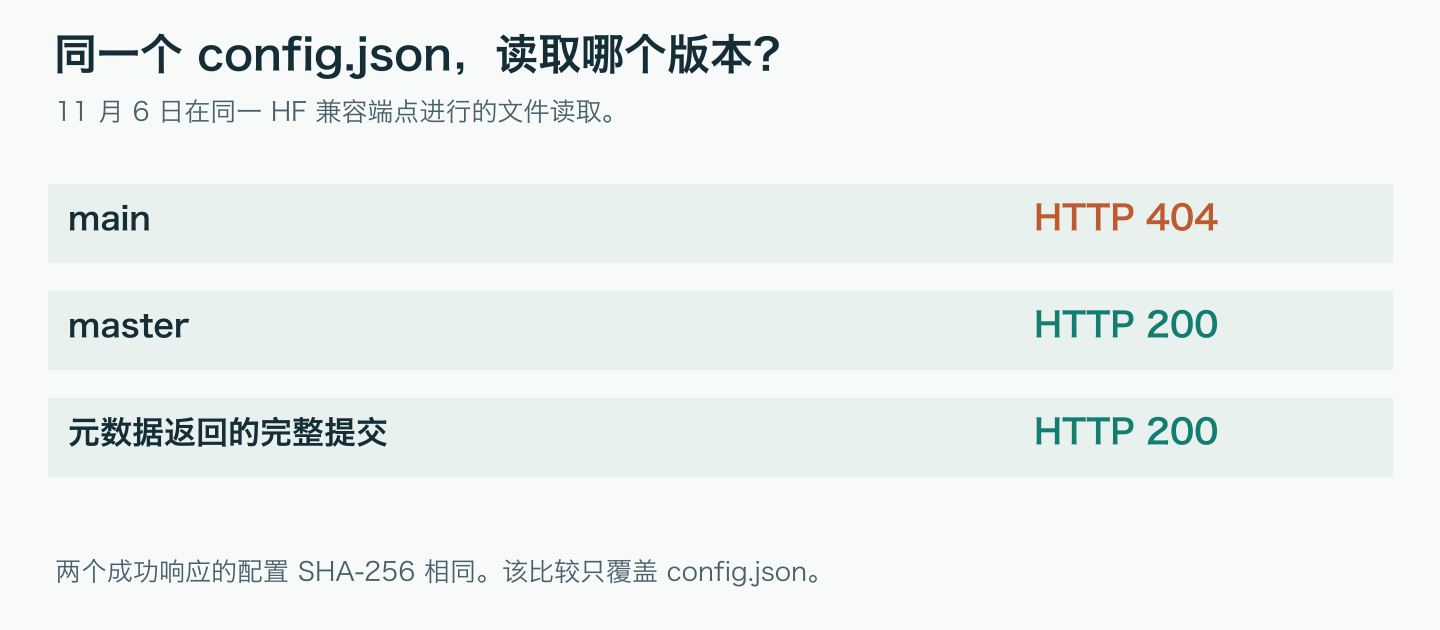 同一个 config.json，读取哪个版本？
11 月 6 日在同一 HF 兼容端点进行的文件读取。
main HTTP 404
master HTTP 200
元数据返回的完整提交 HTTP 200
两个成功响应的配置 SHA-256 相同。该比较只覆盖 config.json。